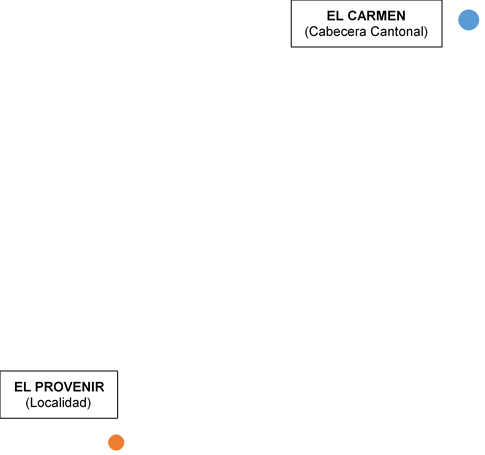 EL CARMEN
(Cabecera Cantonal)
EL PROVENIR
(Localidad)